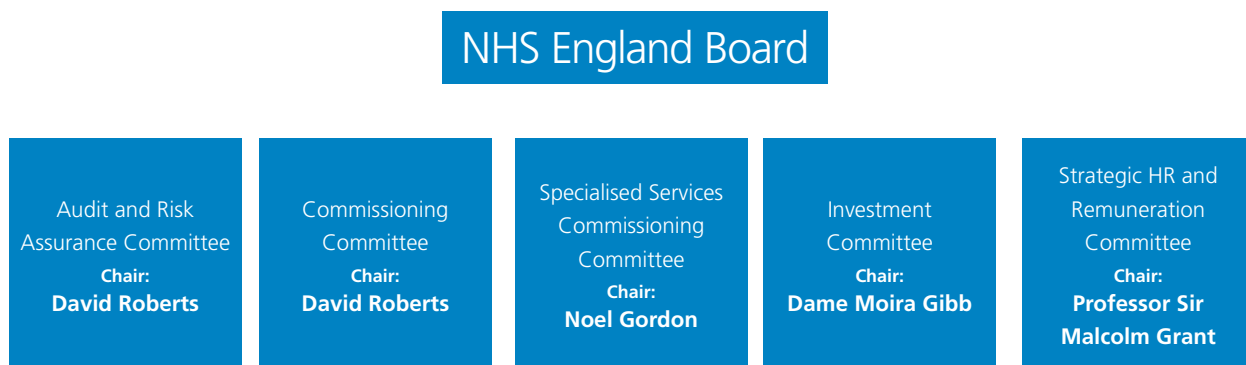 NHS England Board
Audit and Risk
Assurance Committee
Chair:
David Roberts
Commissioning
Committee
Chair:
David Roberts
Specialised Services
Commissioning
Committee
Chair:
Noel Gordon
Investment
Committee
Chair:
Dame Moira Gibb
Strategic HR and
Remuneration
Committee
Chair:
Professor Sir
Malcolm Grant